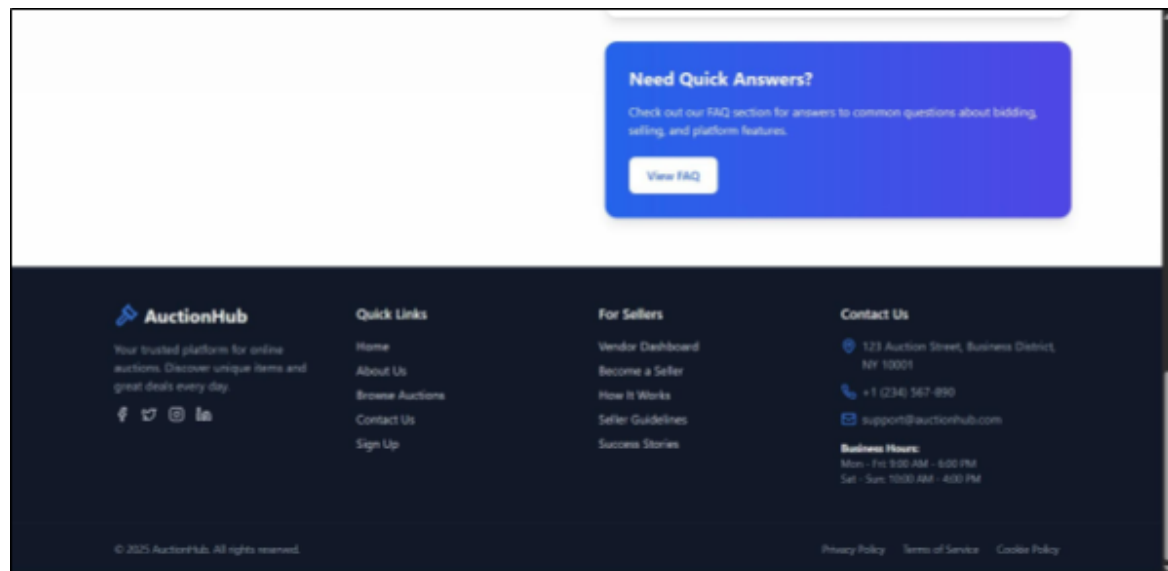 Need Quick Answers?
Check out our FAQ section for answers to common questions about bidding,
selling, and platform features.
View FAQ
AuctionHub
Your trusted platform for online
auctions. Discover unique items and
great deals every day.
Quick Links
Home
About Us
Browse Auctions
Contact Us
Sign Up
For Sellers
Vendor Dashboard
Become a Seller
How It Works
Seller Guidelines
Success Stories
Contact Us
123 Auction Street, Business District,
NY 10001
+1 (234) 567-890
support@auctionhub.com
Business Hours:
Mon - Fri: 9:00 AM - 6:00 PM
Sat - Sun: 10:00 AM - 4:00 PM
© 2025 AuctionHub. All rights reserved.
Privacy Policy Terms of Service Cookie Policy